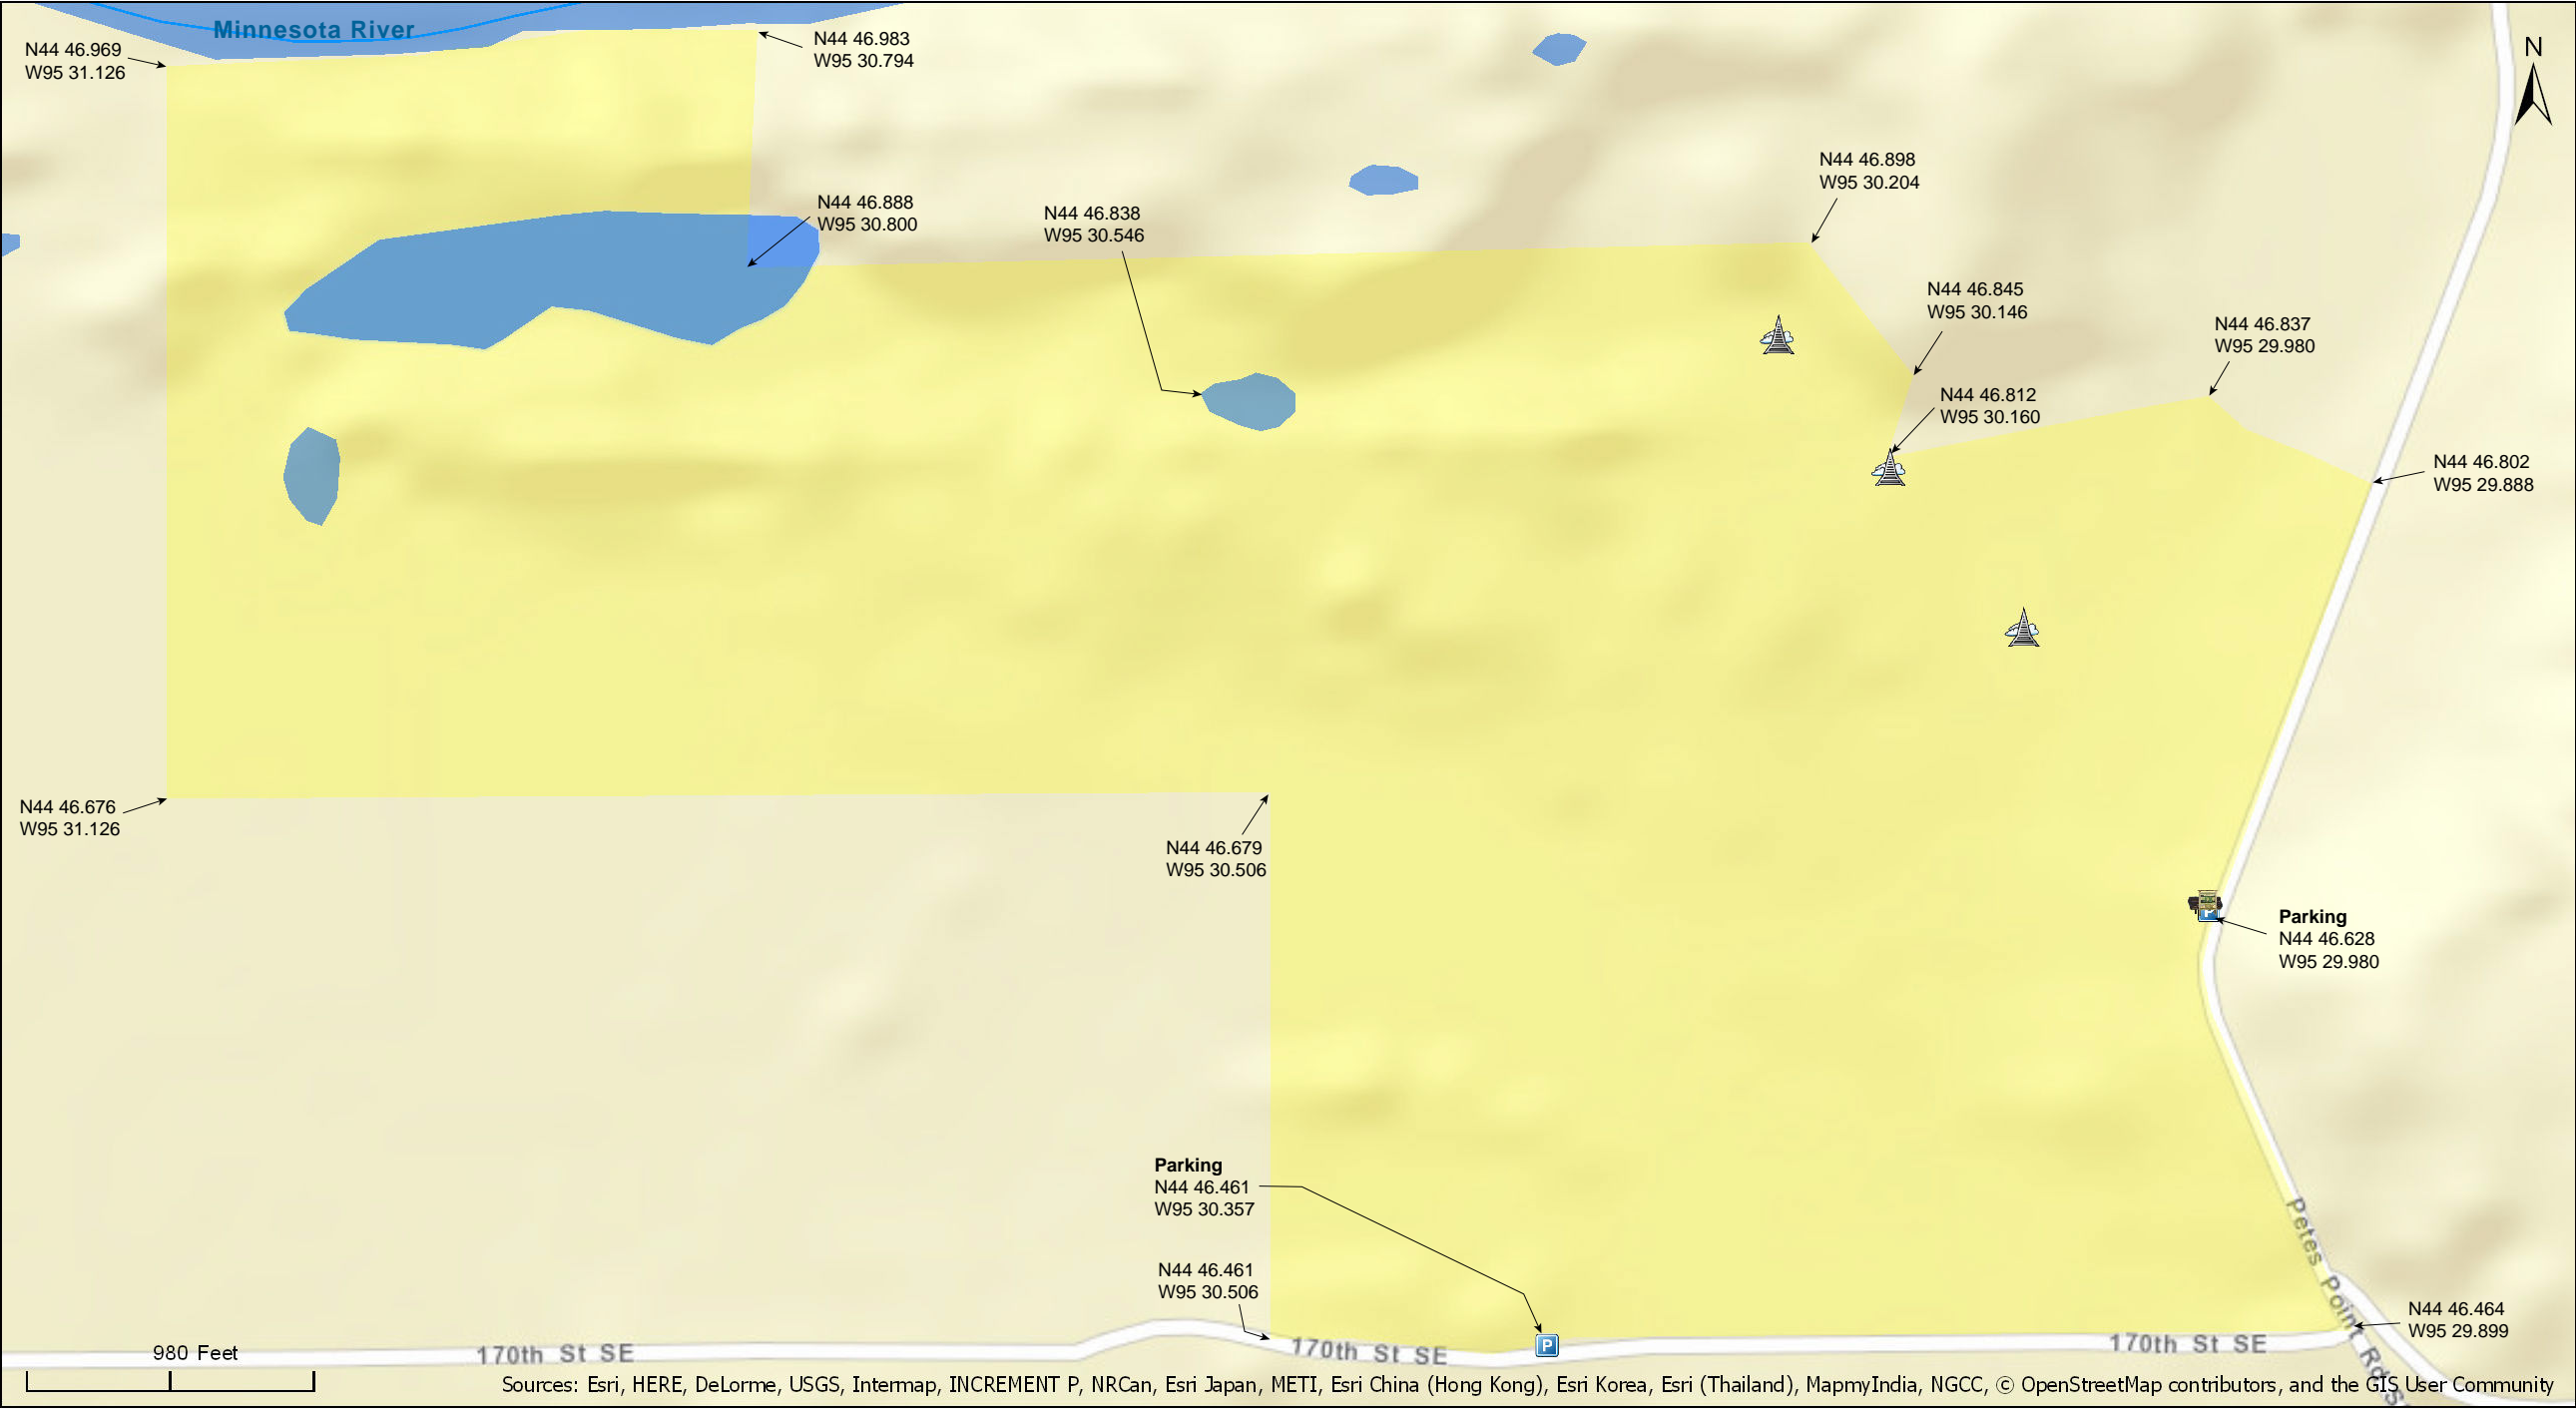 Minnesota River
N44 46.969
W95 31.126
N44 46.983
W95 30.794
N
N44 46.898
W95 30.204
N44 46.888
W95 30.800
N44 46.838
W95 30.546
N44 46.845
W95 30.146
N44 46.837
W95 29.980
N44 46.812
W95 30.160
N44 46.802
W95 29.888
N44 46.676
W95 31.126
N44 46.679
W95 30.506
Parking
N44 46.628
W95 29.980
P
Parking
N44 46.461
W95 30.357
Petes Point Rd S
N44 46.461
W95 30.506
N44 46.464
W95 29.899
P
980 Feet
170th St SE
170th St SE
170th St SE
Sources: Esri, HERE, DeLorme, USGS, Intermap, INCREMENT P, NRCan, Esri Japan, METI, Esri China (Hong Kong), Esri Korea, Esri (Thailand), MapmyIndia, NGCC, © OpenStreetMap contributors, and the GIS User Community